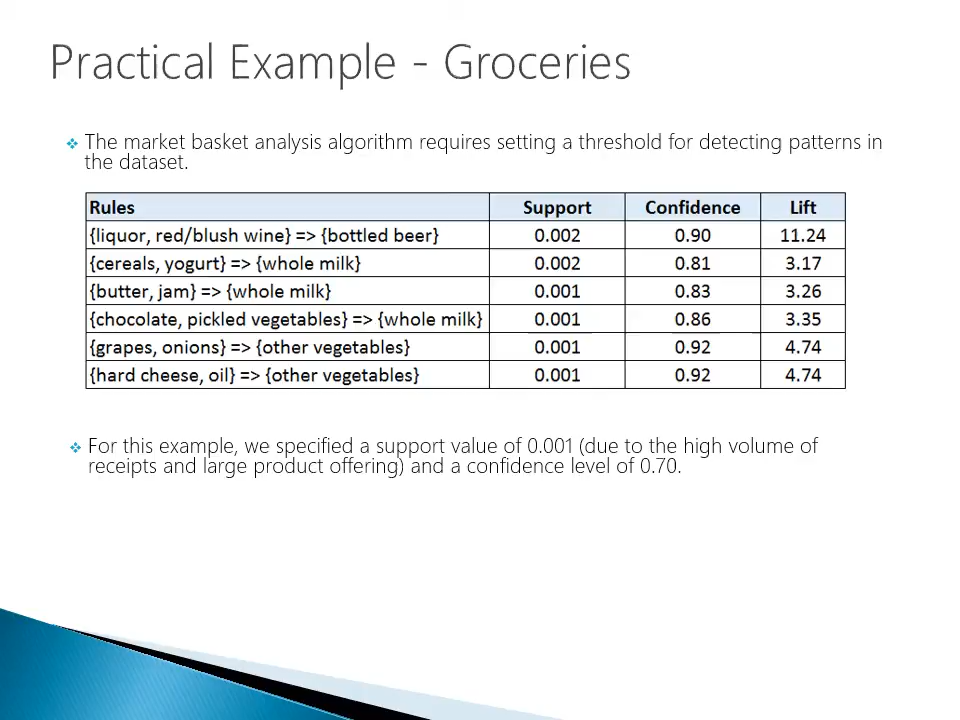 Practical Example - Groceries
❖ The market basket analysis algorithm requires setting a threshold for detecting patterns in
the dataset.
Rules Support Confidence Lift
{liquor, red/blush wine} => {bottled beer} 0.002 0.90 11.24
{cereals, yogurt} => {whole milk} 0.002 0.81 3.17
{butter, jam} => {whole milk} 0.001 0.83 3.26
{chocolate, pickled vegetables} => {whole milk} 0.001 0.86 3.35
{grapes, onions} => {other vegetables} 0.001 0.92 4.74
{hard cheese, oil} => {other vegetables} 0.001 0.92 4.74
❖ For this example, we specified a support value of 0.001 (due to the high volume of
receipts and large product offering) and a confidence level of 0.70.